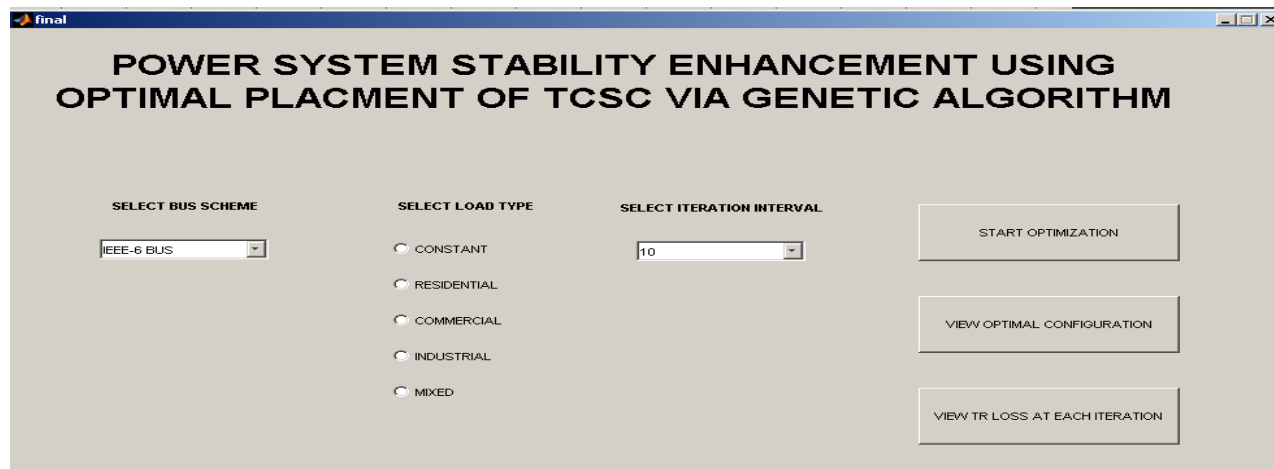 final
POWER SYSTEM STABILITY ENHANCEMENT USING
OPTIMAL PLACMENT OF TCSC VIA GENETIC ALGORITHM
SELECT BUS SCHEME
IEEE-6 BUS
SELECT LOAD TYPE
CONSTANT
RESIDENTIAL
COMMERCIAL
INDUSTRIAL
MIXED
SELECT ITERATION INTERVAL
10
START OPTIMIZATION
VIEW OPTIMAL CONFIGURATION
VIEW TR LOSS AT EACH ITERATION